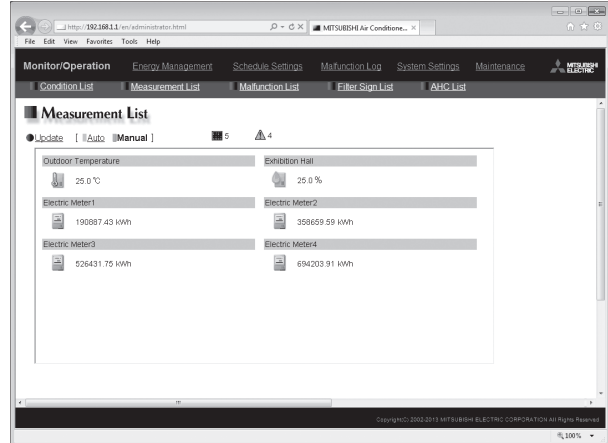 http://192.168.1.1/en/administrator.html
MITSUBISHI Air Conditione...
File Edit View Favorites Tools Help
Monitor/Operation Energy Management Schedule Settings Malfunction Log System Settings Maintenance MITSUBISHI ELECTRIC
Condition List Measurement List Malfunction List Filter Sign List AHC List
Measurement List
Update [ Auto Manual ] 5 4
Outdoor Temperature Exhibition Hall
25.0 °C 25.0 %
Electric Meter1 Electric Meter2
190887.43 kWh 358659.59 kWh
Electric Meter3 Electric Meter4
526431.75 kWh 694203.91 kWh
Copyright(C) 2002-2013 MITSUBISHI ELECTRIC CORPORATION All Rights Reserved
100%